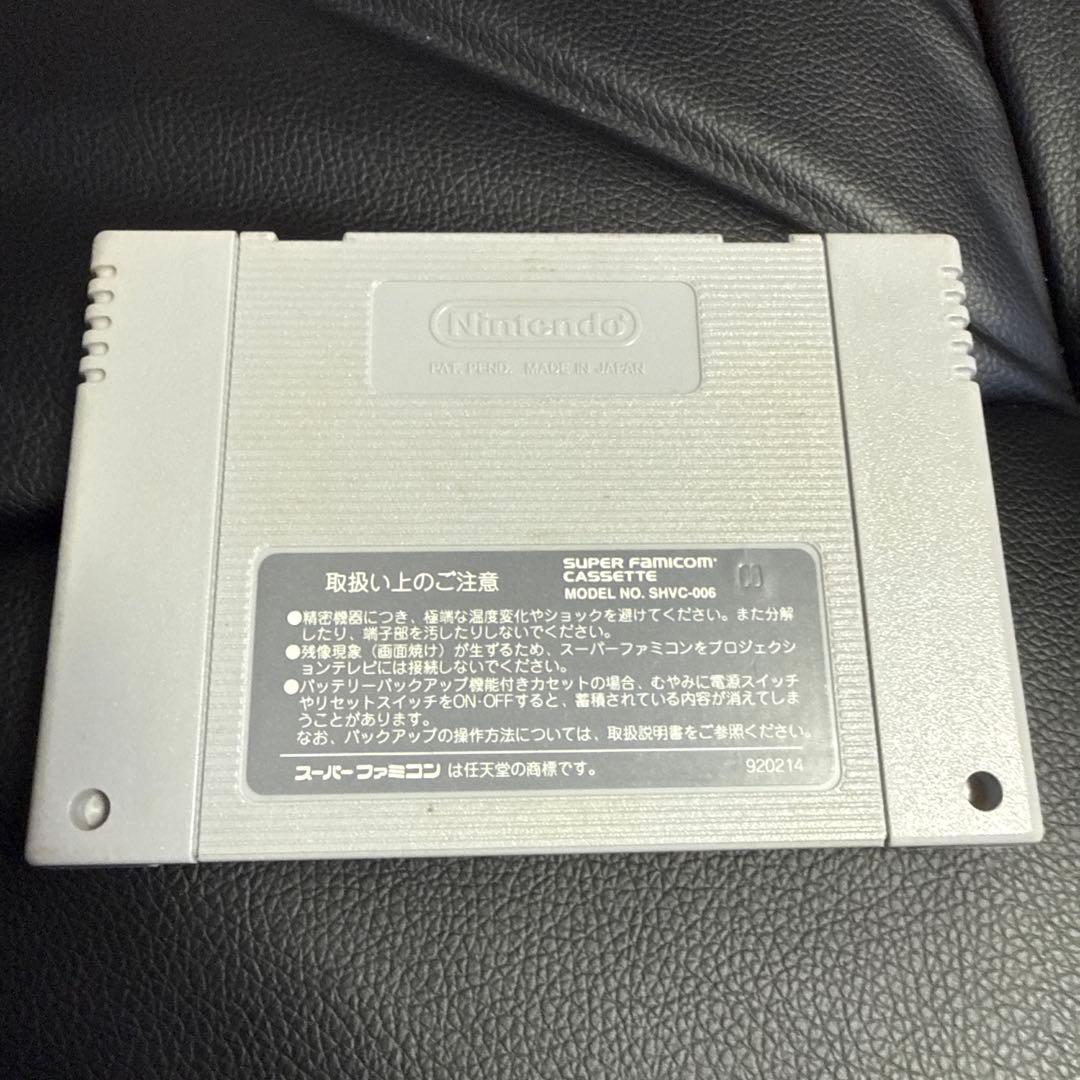 Nintendo
PAT. PEND. MADE IN JAPAN
取扱い上のご注意
SUPER FAMICOM
CASSETTE
MODEL NO. SHVC-006
00
●精密機器につき、極端な温度変化やショックを避けてください。また分解
したり、端子部を汚したりしないでください。
●残像現象（画面焼け）が生ずるため、スーパーファミコンをプロジェクシ
ョンテレビには接続しないでください。
●バッテリーバックアップ機能付きカセットの場合、むやみに電源スイッチ
やリセットスイッチをON・OFFすると、蓄積されている内容が消えてしま
うことがあります。
なお、バックアップの操作方法については、取扱説明書をご参照ください。
スーパーファミコンは任天堂の商標です。
920214